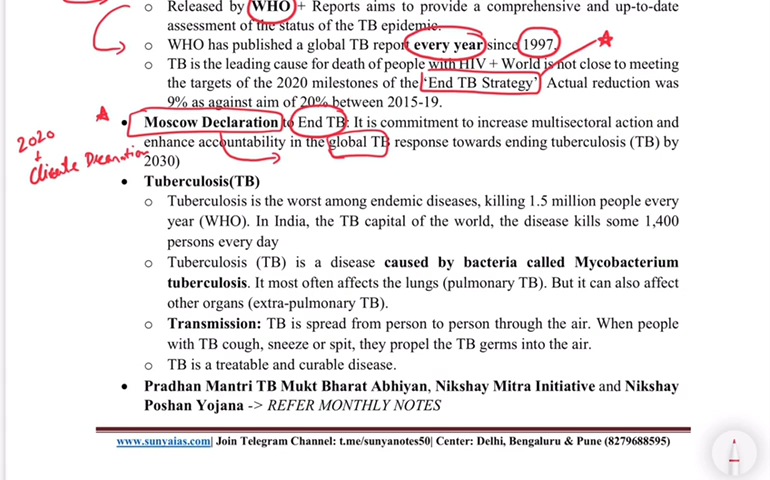 o Released by WHO + Reports aims to provide a comprehensive and up-to-date
assessment of the status of the TB epidemic.
o WHO has published a global TB report every year since 1997.
o TB is the leading cause for death of people with HIV + World is not close to meeting
the targets of the 2020 milestones of the 'End TB Strategy' Actual reduction was
9% as against aim of 20% between 2015-19.
• Moscow Declaration to End TB: It is commitment to increase multisectoral action and
enhance accountability in the global TB response towards ending tuberculosis (TB) by
2030)
2020
Climate
• Tuberculosis(TB)
o Tuberculosis is the worst among endemic diseases, killing 1.5 million people every
year (WHO). In India, the TB capital of the world, the disease kills some 1,400
persons every day
o Tuberculosis (TB) is a disease caused by bacteria called Mycobacterium
tuberculosis. It most often affects the lungs (pulmonary TB). But it can also affect
other organs (extra-pulmonary TB).
o Transmission: TB is spread from person to person through the air. When people
with TB cough, sneeze or spit, they propel the TB germs into the air.
o TB is a treatable and curable disease.
• Pradhan Mantri TB Mukt Bharat Abhiyan, Nikshay Mitra Initiative and Nikshay
Poshan Yojana -> REFER MONTHLY NOTES
www.sunyaias.com| Join Telegram Channel: t.me/sunyanotes50| Center: Delhi, Bengaluru & Pune (8279688595)